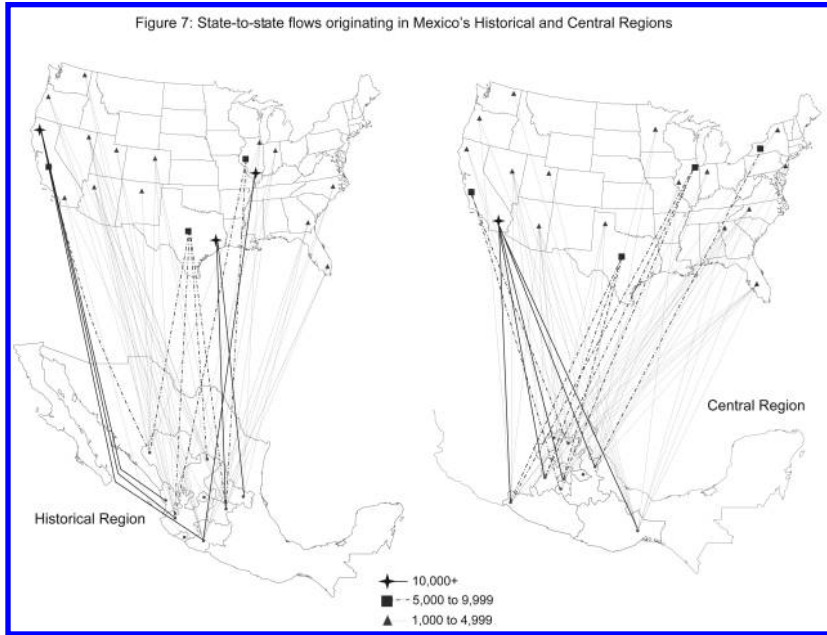 Figure 7: State-to-state flows originating in Mexico's Historical and Central Regions
Central Region
Historical Region
10,000+
5,000 to 9,999
1,000 to 4,999